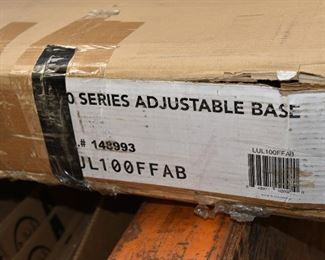 0 SERIES ADJUSTABLE BASE
.# 148993
LUL100FFAB
UL100FFAB